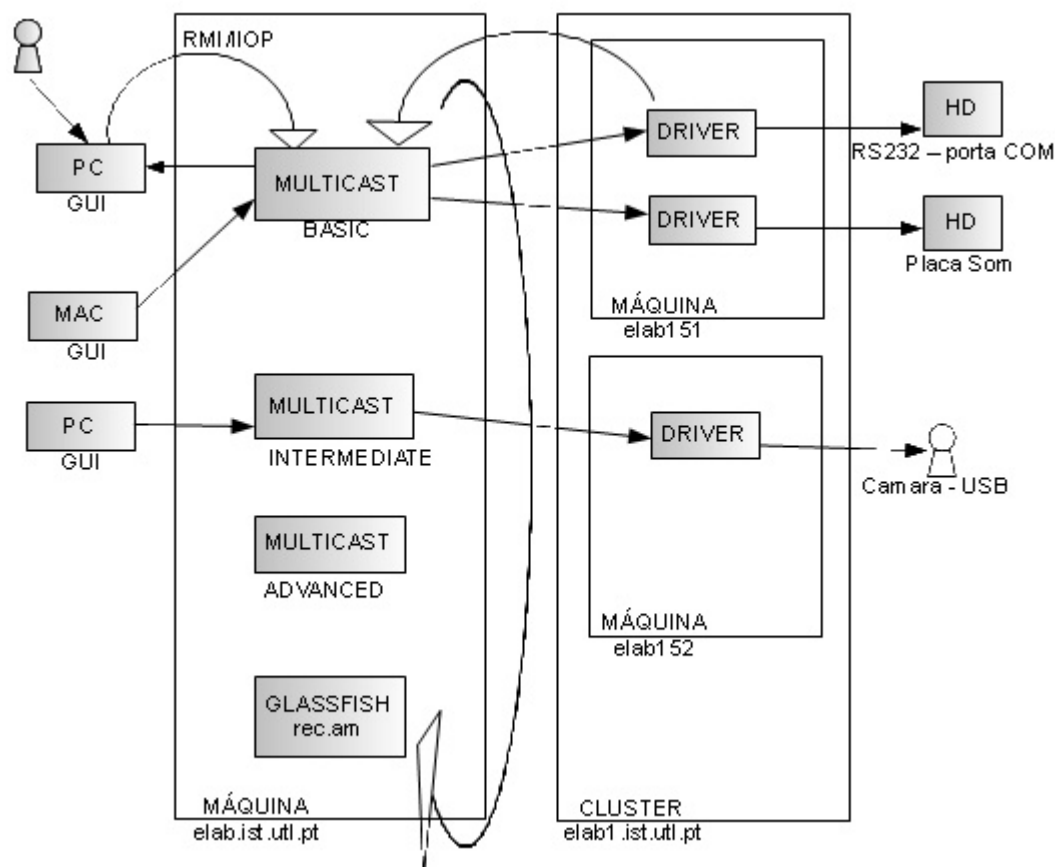 RMI/IIOP
PC
GUI
MULTICAST
BASIC
MAC
GUI
PC
GUI
MULTICAST
INTERMEDIATE
MULTICAST
ADVANCED
GLASSFISH
rec.am
MÁQUINA
elab.ist.utl.pt
DRIVER
DRIVER
MÁQUINA
elab151
DRIVER
MÁQUINA
elab152
CLUSTER
elab1.ist.utl.pt
HD
RS232 – porta COM
HD
Placa Som
Camara - USB